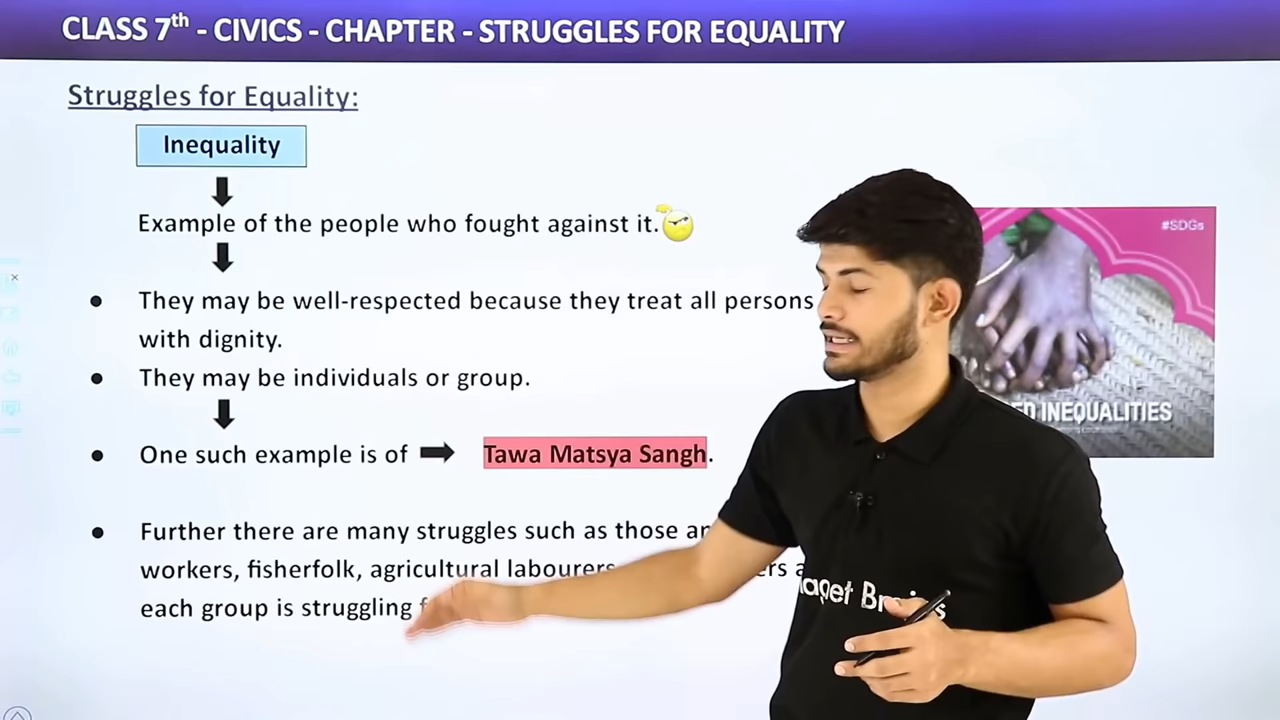 CLASS 7th - CIVICS - CHAPTER - STRUGGLES FOR EQUALITY
Struggles for Equality:
Inequality
Example of the people who fought against it.
#SDGs
They may be well-respected because they treat all persons
with dignity.
They may be individuals or group.
INEQUALITIES
One such example is of Tawa Matsya Sangh.
Further there are many struggles such as those
workers, fisherfolk, agricultural labourers
each group is struggling